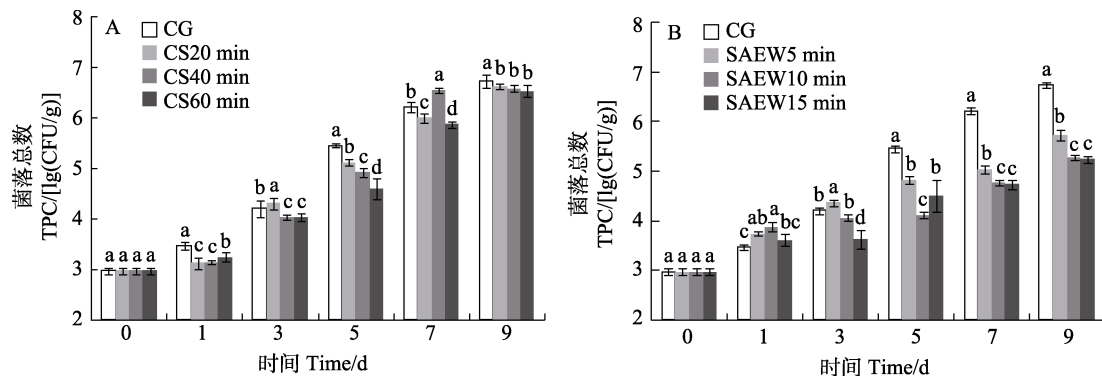 A
CG
CS20 min
CS40 min
CS60 min
菌落总数
TPC/[lg(CFU/g)]
8
7
6
5
4
3
2
a a a a
a c c b
b a c c
a b c d
b c a d
a b b b
0 1 3 5 7 9
时间 Time/d
B
CG
SAEW5 min
SAEW10 min
SAEW15 min
菌落总数
TPC/[lg(CFU/g)]
8
7
6
5
4
3
2
a a a a
c ab a bc
b a b d
a b c b
a b c c
a b c c
0 1 3 5 7 9
时间 Time/d